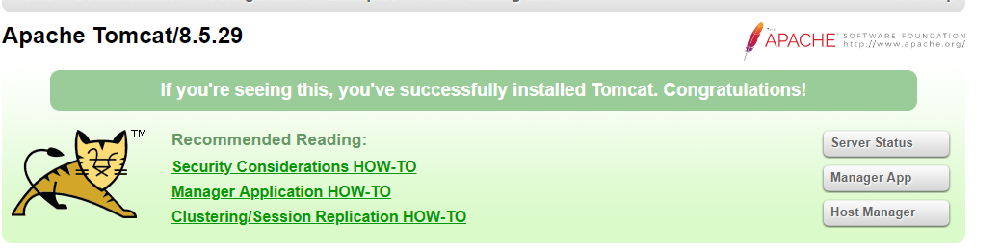 Apache Tomcat/8.5.29
THE
APACHE
SOFTWARE FOUNDATION
http://www.apache.org/
If you're seeing this, you've successfully installed Tomcat. Congratulations!
TM
Recommended Reading:
Security Considerations HOW-TO
Manager Application HOW-TO
Clustering/Session Replication HOW-TO
Server Status
Manager App
Host Manager